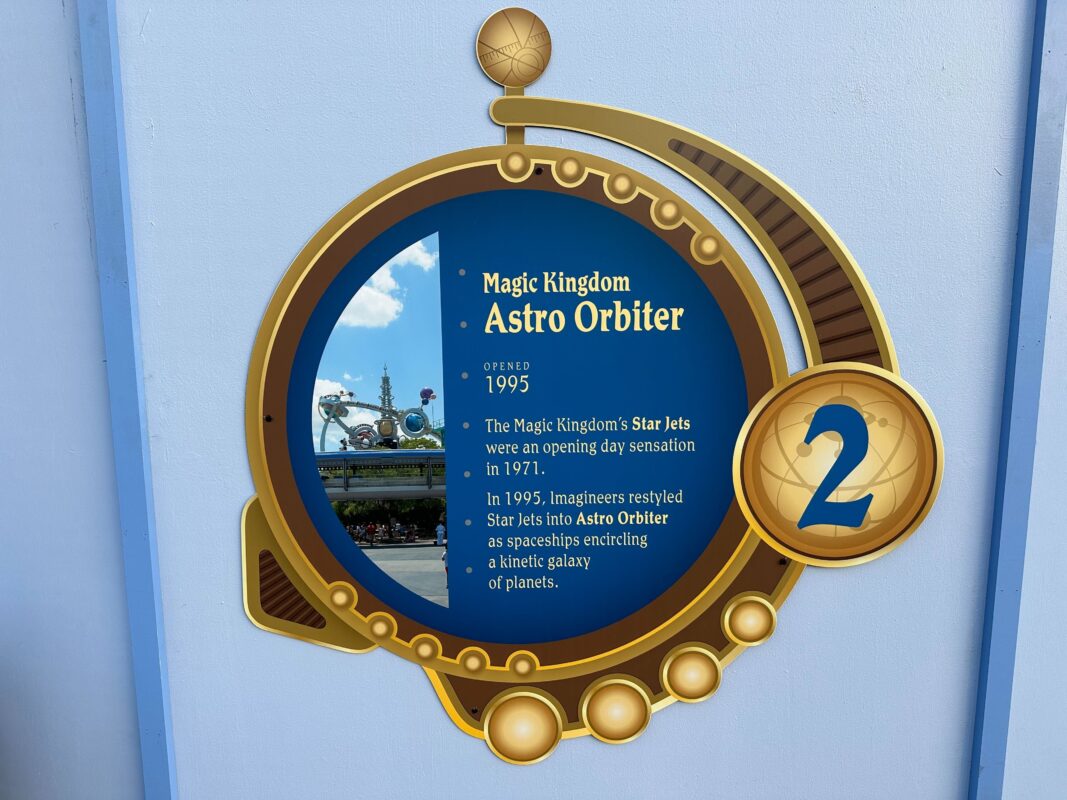 Magic Kingdom
Astro Orbiter
OPENED
1995
The Magic Kingdom's Star Jets
were an opening day sensation
in 1971.
In 1995, Imagineers restyled
Star Jets into Astro Orbiter
as spaceships encircling
a kinetic galaxy
of planets.
2